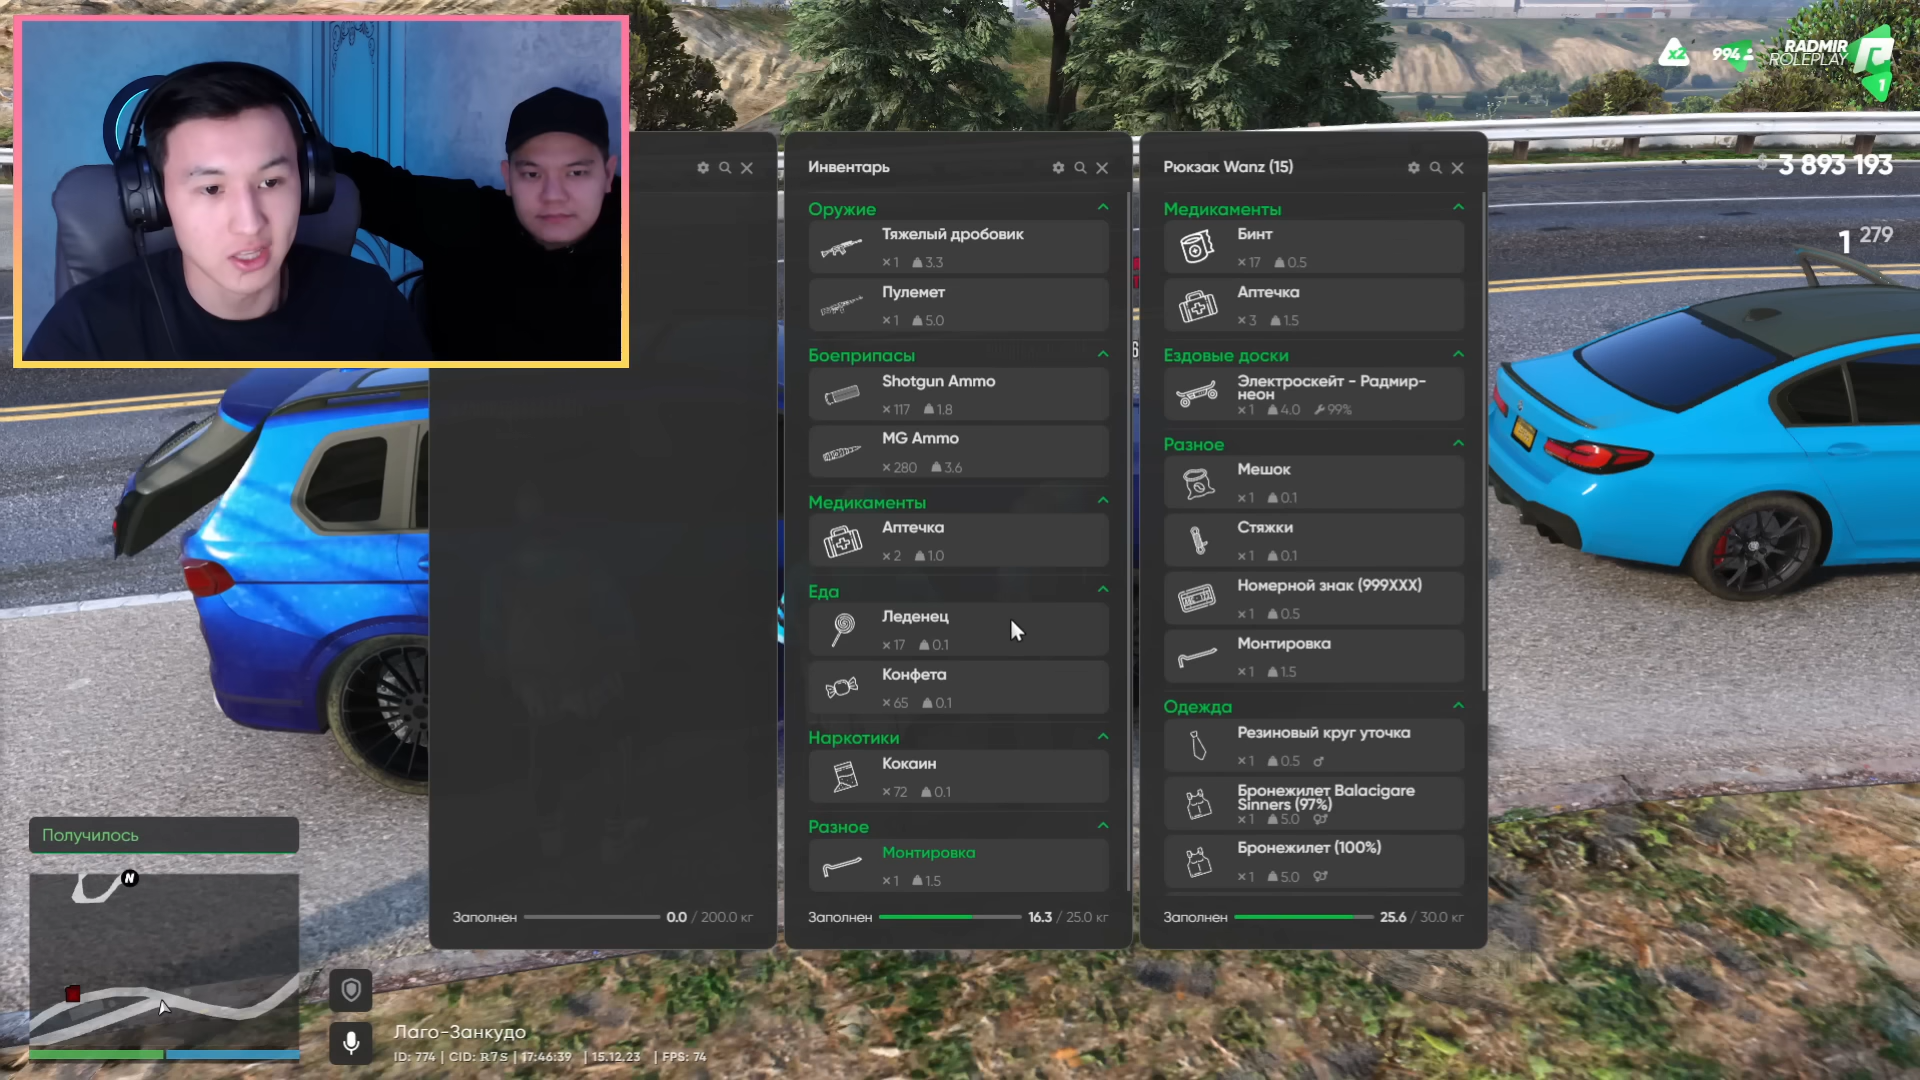 x2
994
RADMIR
ROLEPLAY
1
$ 3 893 193
1 279
Инвентарь
Оружие
Тяжелый дробовик
×1 3.3
Пулемет
×1 5.0
Боеприпасы
Shotgun Ammo
×117 1.8
MG Ammo
×280 3.6
Медикаменты
Аптечка
×2 1.0
Еда
Леденец
×17 0.1
Конфета
×65 0.1
Наркотики
Кокаин
×72 0.1
Разное
Монтировка
×1 1.5
Рюкзак Wanz (15)
Медикаменты
Бинт
×17 0.5
Аптечка
×3 1.5
Ездовые доски
Электроскейт - Радмир-
неон
×1 4.0 99%
Разное
Мешок
×1 0.1
Стяжки
×1 0.1
Номерной знак (999XXX)
×1 0.5
Монтировка
×1 1.5
Одежда
Резиновый круг уточка
×1 0.5
Бронежилет Balacigare
Sinners (97%)
×1 5.0
Бронежилет (100%)
×1 5.0
Заполнен 0.0 / 200.0 кг
Заполнен 16.3 / 25.0 кг
Заполнен 25.6 / 30.0 кг
Получилось
N
Лаго-Занкудо
ID: 774 | CID: R7S | 17:46:39 | 15.12.23 | FPS: 74